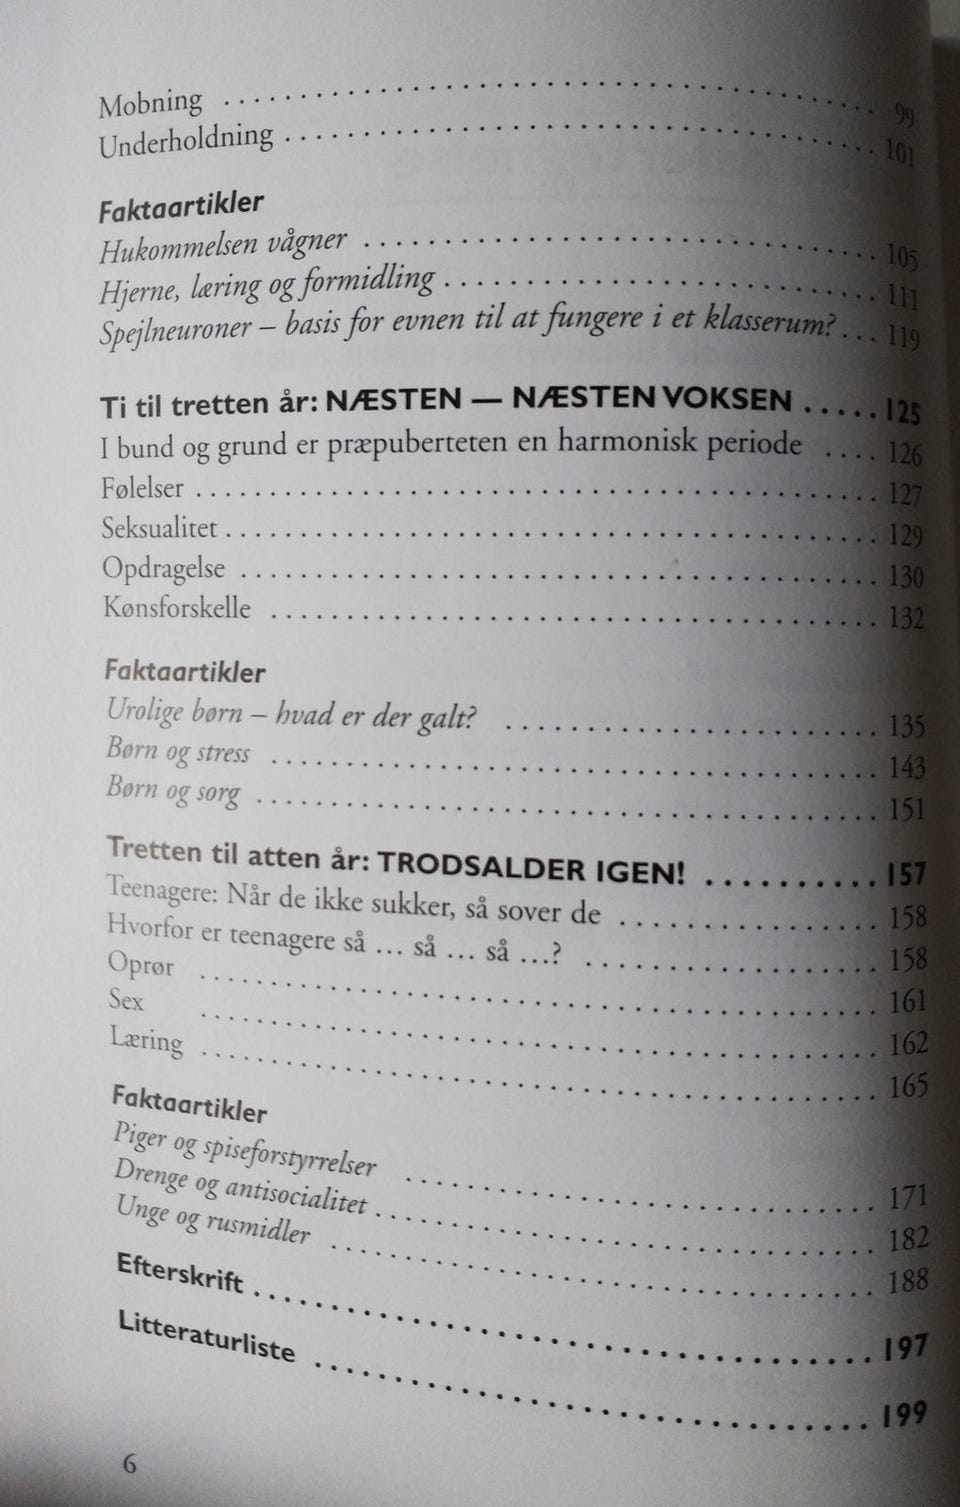 Mobning . . . . . . . . . . . . . . . . . . . . . . . . . . . . . . . . . . . . . . . . . . 99
Underholdning . . . . . . . . . . . . . . . . . . . . . . . . . . . . . . . . . . . . . . 101
Faktaartikler
Hukommelsen vågner . . . . . . . . . . . . . . . . . . . . . . . . . . . . . . . . . 105
Hjerne, læring og formidling . . . . . . . . . . . . . . . . . . . . . . . . . . . . 111
Spejlneuroner – basis for evnen til at fungere i et klasserum? . . . 119
Ti til tretten år: NÆSTEN — NÆSTEN VOKSEN . . . . . 125
I bund og grund er præpuberteten en harmonisk periode . . . . 126
Følelser . . . . . . . . . . . . . . . . . . . . . . . . . . . . . . . . . . . . . . . . . . . . 127
Seksualitet . . . . . . . . . . . . . . . . . . . . . . . . . . . . . . . . . . . . . . . . . . 129
Opdragelse . . . . . . . . . . . . . . . . . . . . . . . . . . . . . . . . . . . . . . . . . 130
Kønsforskelle . . . . . . . . . . . . . . . . . . . . . . . . . . . . . . . . . . . . . . . 132
Faktaartikler
Urolige børn – hvad er der galt? . . . . . . . . . . . . . . . . . . . . . . . . 135
Børn og stress . . . . . . . . . . . . . . . . . . . . . . . . . . . . . . . . . . . . . . . 143
Børn og sorg . . . . . . . . . . . . . . . . . . . . . . . . . . . . . . . . . . . . . . . . 151
Tretten til atten år: TRODSALDER IGEN! . . . . . . . . . . 157
Teenagere: Når de ikke sukker, så sover de . . . . . . . . . . . . . . . . . 158
Hvorfor er teenagere så ... så ... så ...? . . . . . . . . . . . . . . . . . . . 158
Oprør . . . . . . . . . . . . . . . . . . . . . . . . . . . . . . . . . . . . . . . . . . . . 161
Sex . . . . . . . . . . . . . . . . . . . . . . . . . . . . . . . . . . . . . . . . . . . . 162
Læring . . . . . . . . . . . . . . . . . . . . . . . . . . . . . . . . . . . . . . . . . . . . 165
Faktaartikler
Piger og spiseforstyrrelser . . . . . . . . . . . . . . . . . . . . . . . . . . . . . . 171
Drenge og antisocialitet . . . . . . . . . . . . . . . . . . . . . . . . . . . . . . . . 182
Unge og rusmidler . . . . . . . . . . . . . . . . . . . . . . . . . . . . . . . . . . . 188
Efterskrift . . . . . . . . . . . . . . . . . . . . . . . . . . . . . . . . . . . . . 197
Litteraturliste . . . . . . . . . . . . . . . . . . . . . . . . . . . . . . . . . 199
6